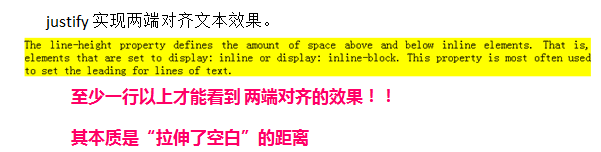 justify 实现两端对齐文本效果。
The line-height property defines the amount of space above and below inline elements. That is,
elements that are set to display: inline or display: inline-block. This property is most often used
to set the leading for lines of text.
至少一行以上才能看到 两端对齐的效果！！
其本质是“拉伸了空白”的距离